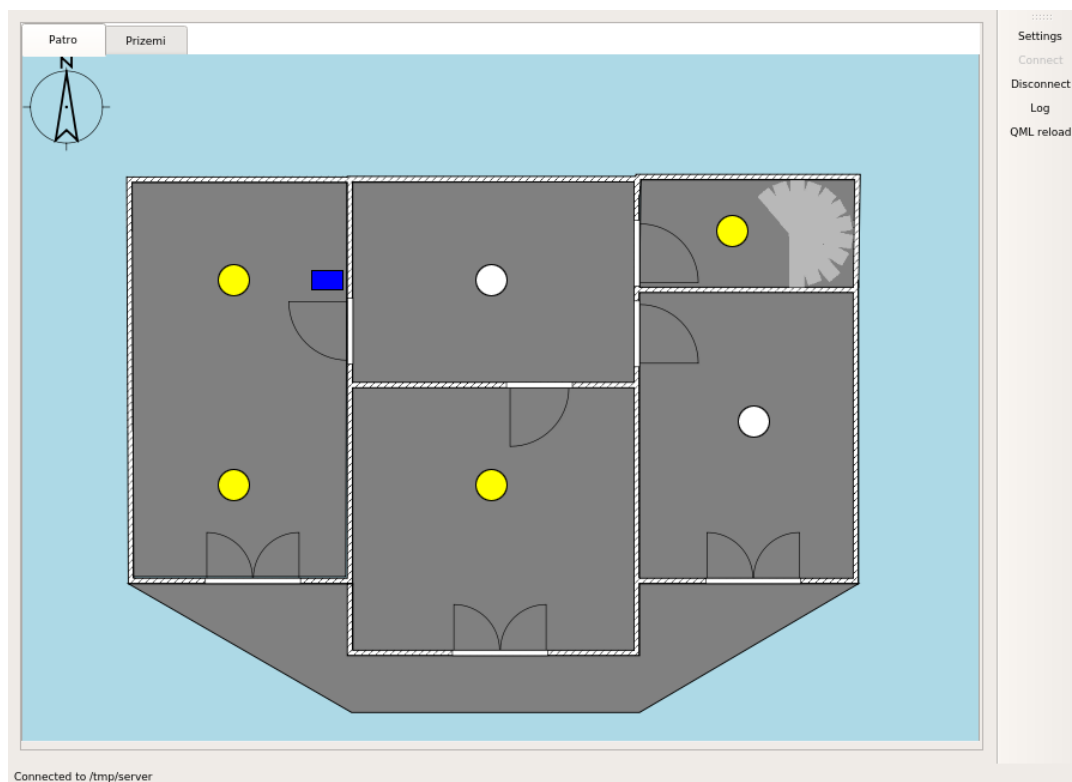 Patro
Prizemi
N
Settings
Connect
Disconnect
Log
QML reload
Connected to /tmp/server